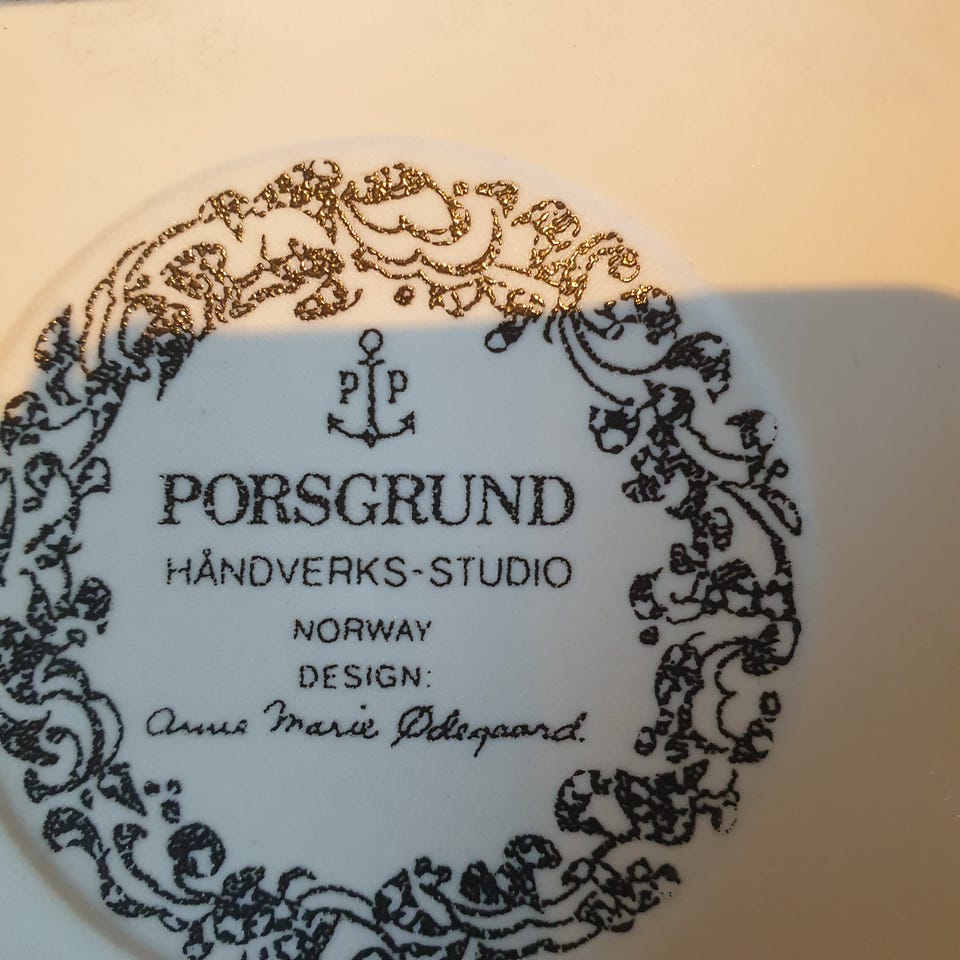 P P
PORSGRUND
HÅNDVERKS-STUDIO
NORWAY
DESIGN:
Anne Marie Ødegaard.